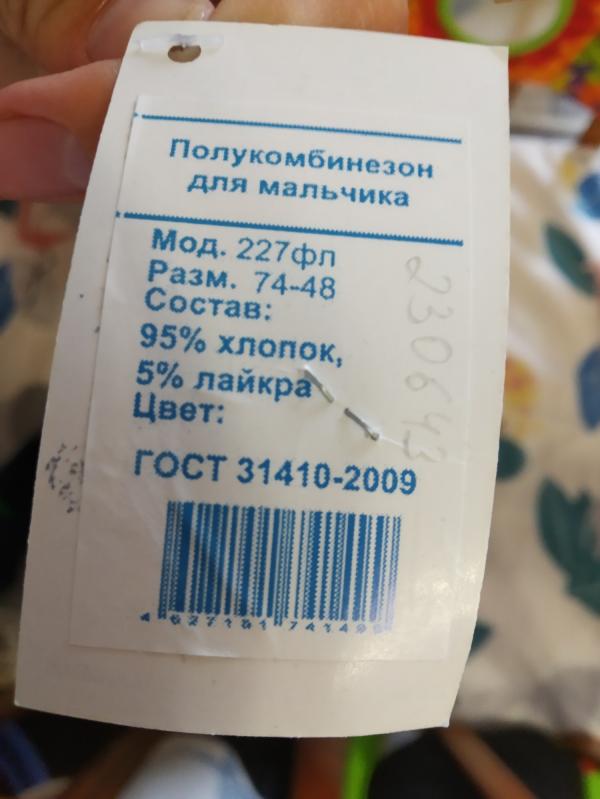 Полукомбинезон
для мальчика
Мод. 227фл
Разм. 74-48
Состав:
95% хлопок,
5% лайкра
Цвет:
ГОСТ 31410-2009
230643